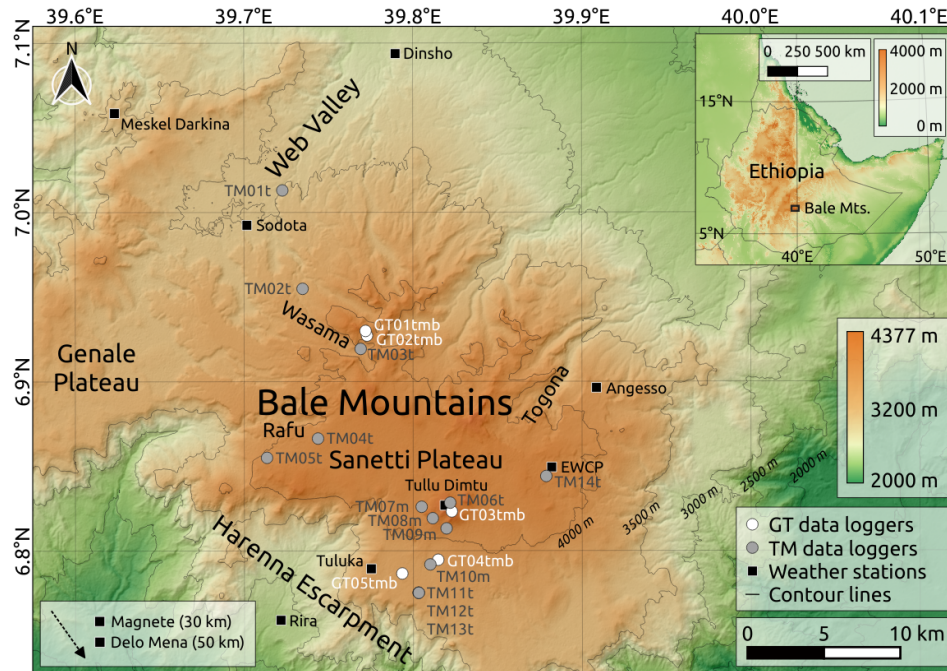 39.6°E
39.7°E
39.8°E
39.9°E
40.0°E
40.1°E
7.1°N
7.0°N
6.9°N
6.8°N
N
Dinsho
Meskel Darkina
Web Valley
TM01t
Sodota
TM02t
Wasama
GT01tmb
GT02tmb
TM03t
Genale
Plateau
Bale Mountains
Togona
Angesso
Rafu
TM04t
TM05t
Sanetti Plateau
EWCP
TM14t
Tullu Dimtu
TM06t
TM07m
GT03tmb
TM08m
TM09m
4000 m
3500 m
3000 m
2500 m
2000 m
Harenna Escarpment
Tuluka
GT04tmb
GT05tmb
TM10m
TM11t
TM12t
TM13t
Rira
Magnete (30 km)
Delo Mena (50 km)
0 250 500 km
4000 m
2000 m
0 m
15°N
Ethiopia
Bale Mts.
5°N
40°E
50°E
4377 m
3200 m
2000 m
GT data loggers
TM data loggers
Weather stations
Contour lines
0 5 10 km